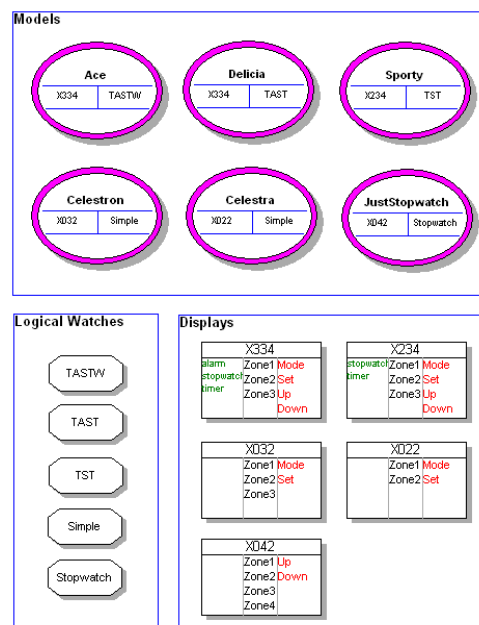 Models
Ace
X334 TASTW
Delicia
X334 TAST
Sporty
X234 TST
Celestron
X032 Simple
Celestra
X022 Simple
JustStopwatch
X042 Stopwatch
Logical Watches
TASTW
TAST
TST
Simple
Stopwatch
Displays
X334
alarm Zone1 Mode
stopwatch Zone2 Set
timer Zone3 Up
Down
X234
stopwatch Zone1 Mode
timer Zone2 Set
Zone3 Up
Down
X032
Zone1 Mode
Zone2 Set
Zone3
X022
Zone1 Mode
Zone2 Set
X042
Zone1 Up
Zone2 Down
Zone3
Zone4